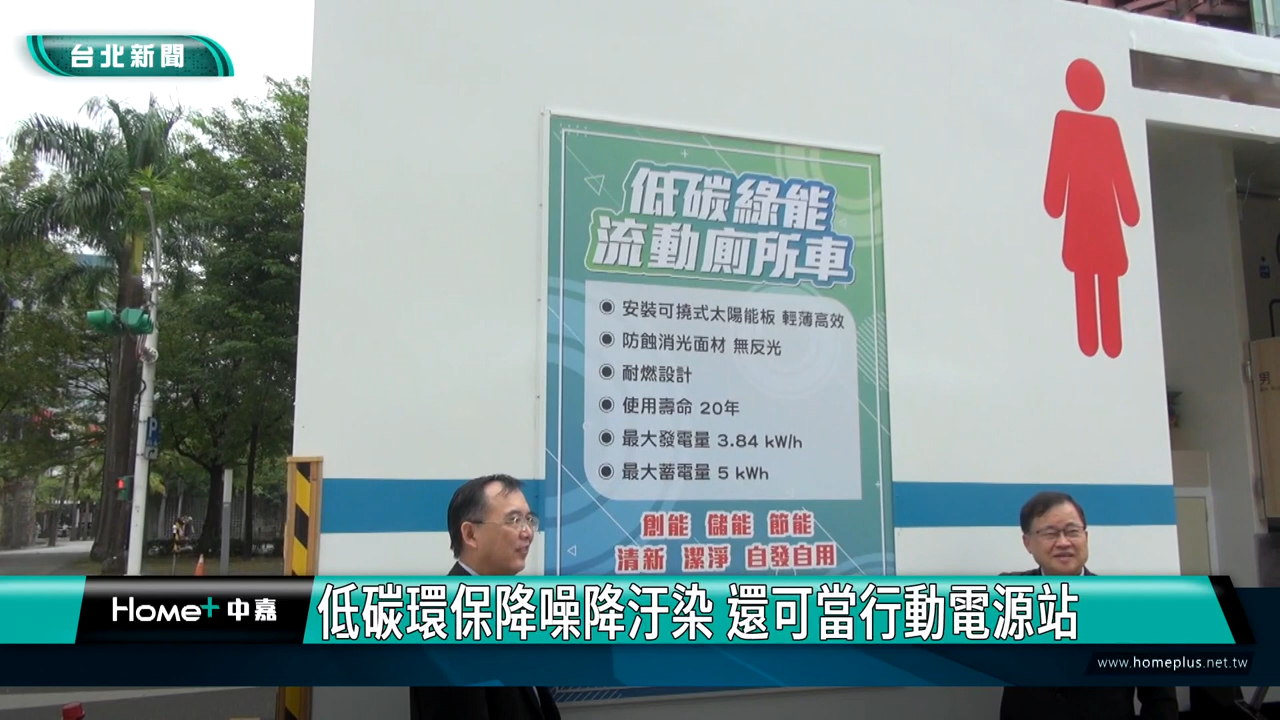 台北新聞
低碳綠能
流動廁所車
安裝可撓式太陽能板 輕薄高效
防蝕消光面材 無反光
耐燃設計
使用壽命 20年
最大發電量 3.84 kW/h
最大蓄電量 5 kWh
創能 儲能 節能
清新 潔淨 自發自用
男
P
Home+中嘉
低碳環保降噪降汙染 還可當行動電源站
www.homeplus.net.tw